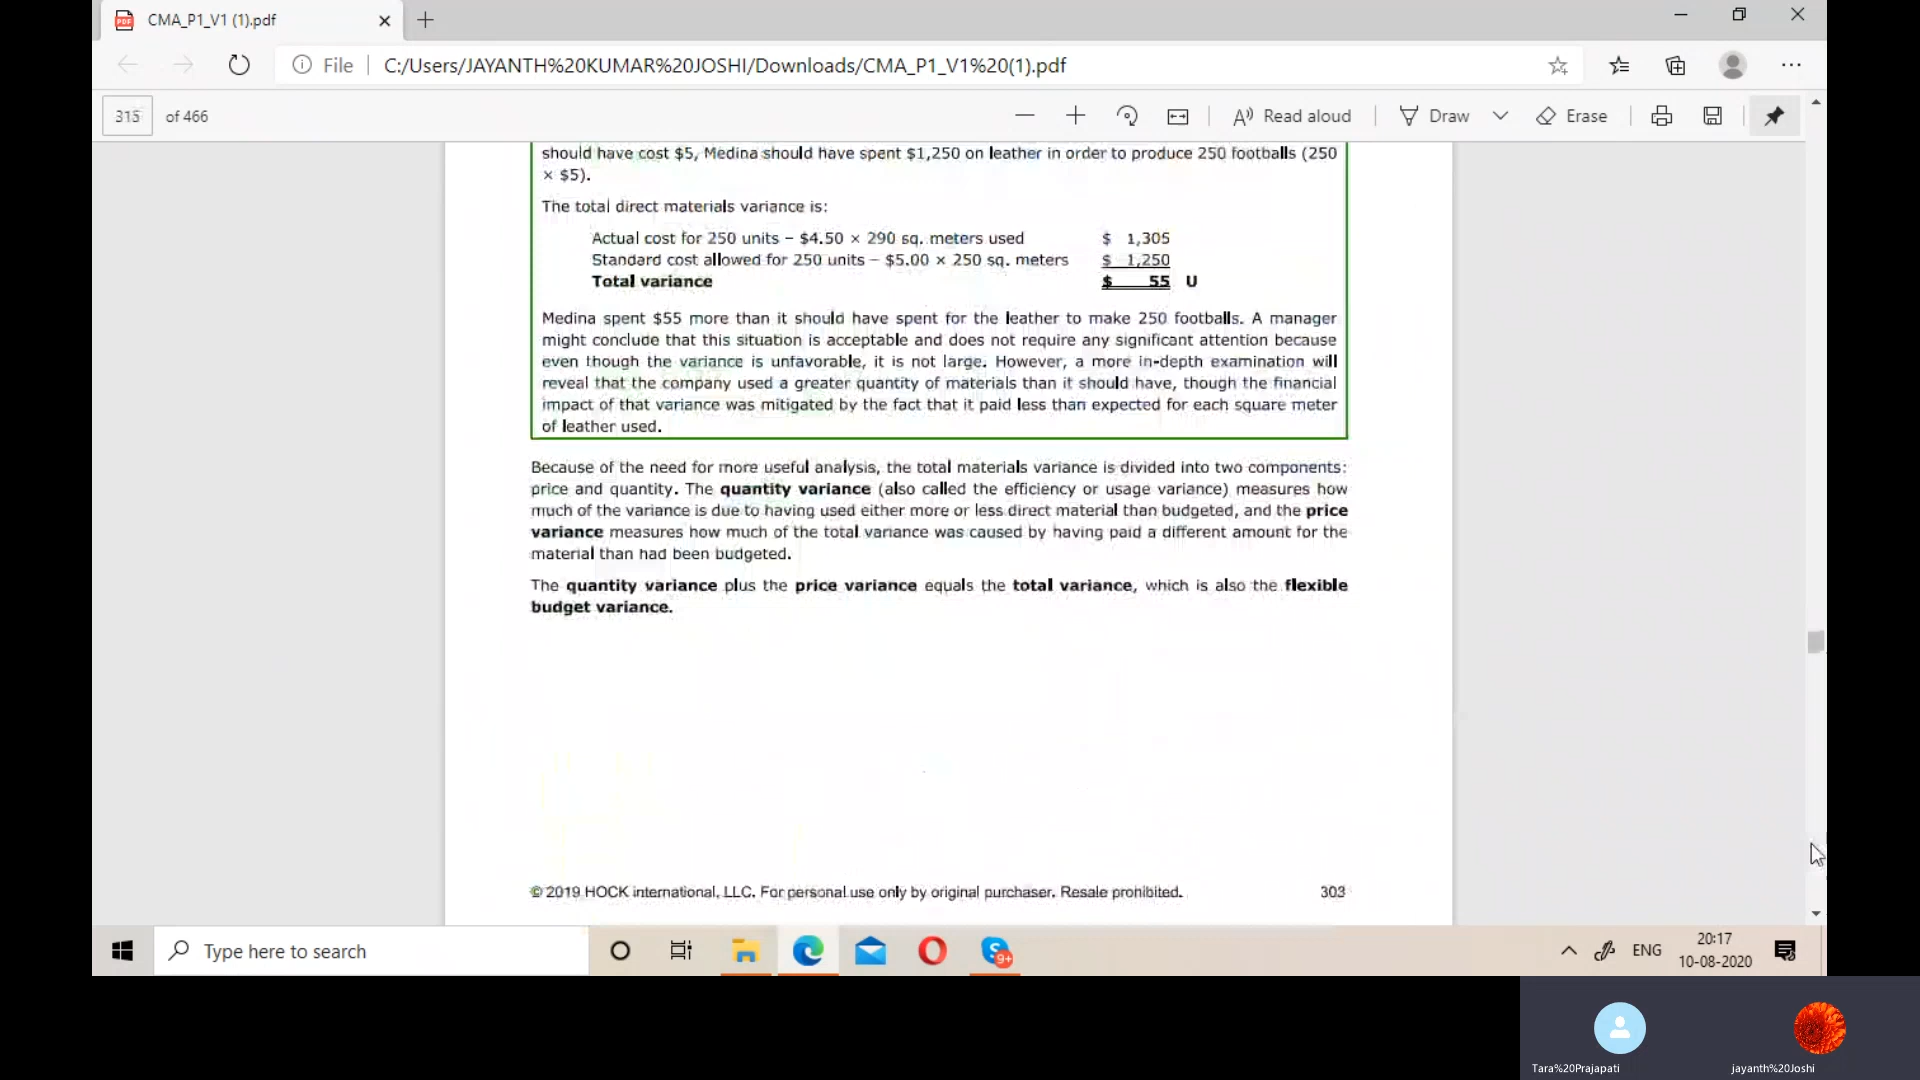 CMA_P1_V1 (1).pdf
File
C:/Users/JAYANTH%20KUMAR%20JOSHI/Downloads/CMA_P1_V1%20(1).pdf
315 of 466
Read aloud
Draw
Erase
should have cost $5, Medina should have spent $1,250 on leather in order to produce 250 footballs (250
× $5).
The total direct materials variance is:
Actual cost for 250 units – $4.50 × 290 sq. meters used $ 1,305
Standard cost allowed for 250 units – $5.00 × 250 sq. meters $ 1,250
Total variance $ 55 U
Medina spent $55 more than it should have spent for the leather to make 250 footballs. A manager
might conclude that this situation is acceptable and does not require any significant attention because
even though the variance is unfavorable, it is not large. However, a more in-depth examination will
reveal that the company used a greater quantity of materials than it should have, though the financial
impact of that variance was mitigated by the fact that it paid less than expected for each square meter
of leather used.
Because of the need for more useful analysis, the total materials variance is divided into two components:
price and quantity. The quantity variance (also called the efficiency or usage variance) measures how
much of the variance is due to having used either more or less direct material than budgeted, and the price
variance measures how much of the total variance was caused by having paid a different amount for the
material than had been budgeted.
The quantity variance plus the price variance equals the total variance, which is also the flexible
budget variance.
© 2019 HOCK international, LLC. For personal use only by original purchaser. Resale prohibited. 303
Type here to search
9+
ENG
20:17
10-08-2020
Tara%20Prajapati
jayanth%20Joshi